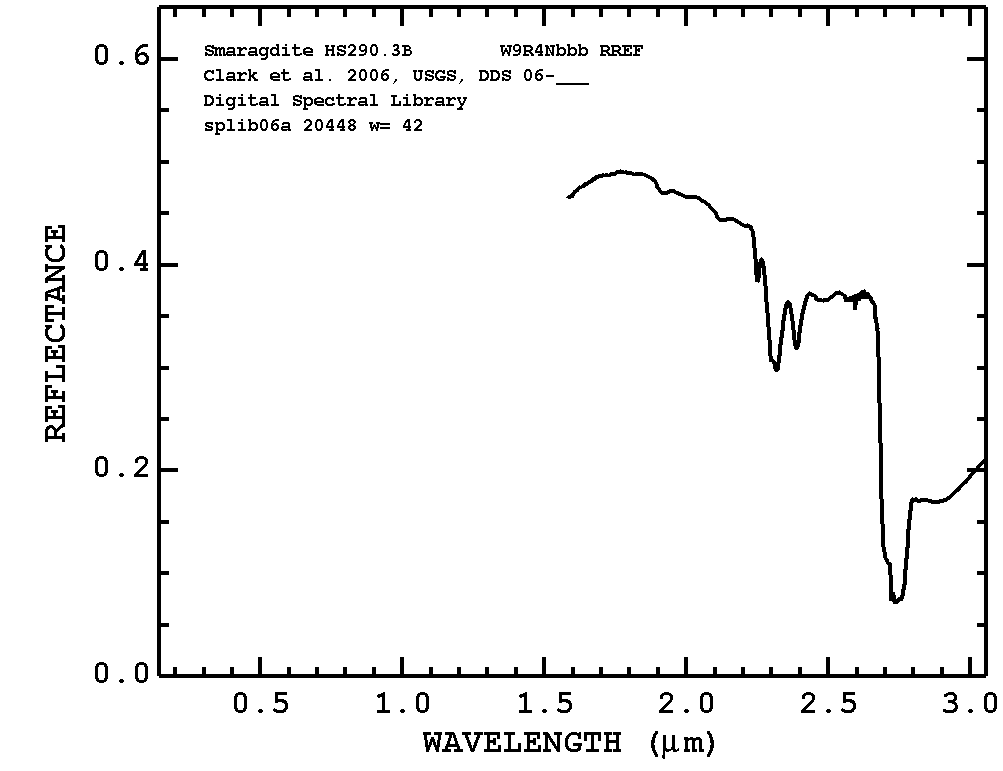 Smaragdite HS290.3B W9R4Nbbb RREF
Clark et al. 2006, USGS, DDS 06-___
Digital Spectral Library
splib06a 20448 w= 42
REFLECTANCE
0.6
0.4
0.2
0.0
0.5 1.0 1.5 2.0 2.5 3.0
WAVELENGTH (μm)